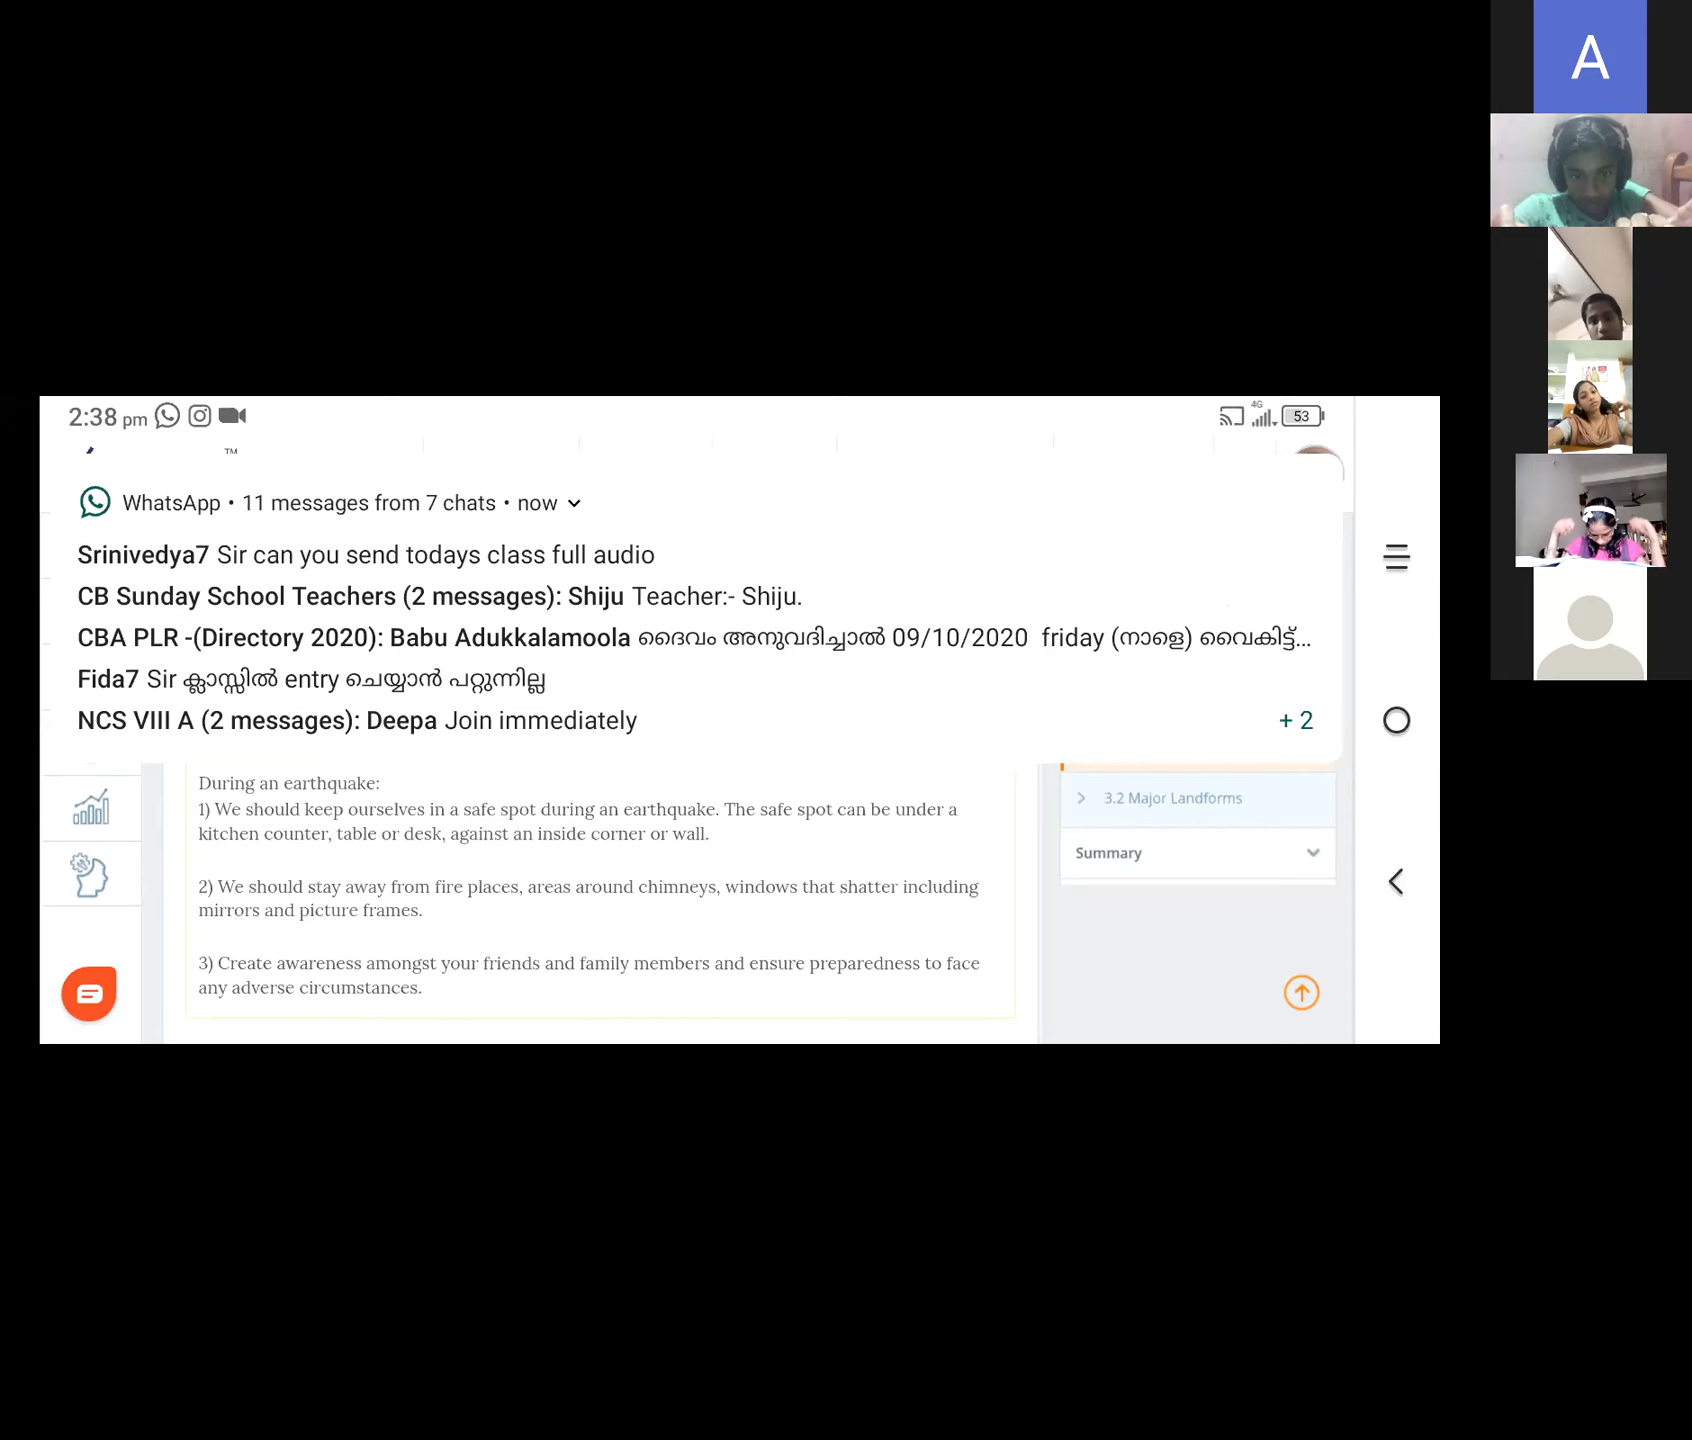 A
2:38 pm
4G
53
TM
WhatsApp • 11 messages from 7 chats • now
Srinivedya7 Sir can you send todays class full audio
CB Sunday School Teachers (2 messages): Shiju Teacher:- Shiju.
CBA PLR -(Directory 2020): Babu Adukkalamoola ദൈവം അനുവദിച്ചാൽ 09/10/2020 friday (നാളെ) വൈകിട്ട്...
Fida7 Sir ക്ലാസ്സിൽ entry ചെയ്യാൻ പറ്റുന്നില്ല
NCS VIII A (2 messages): Deepa Join immediately
+ 2
During an earthquake:
1) We should keep ourselves in a safe spot during an earthquake. The safe spot can be under a
kitchen counter, table or desk, against an inside corner or wall.
2) We should stay away from fire places, areas around chimneys, windows that shatter including
mirrors and picture frames.
3) Create awareness amongst your friends and family members and ensure preparedness to face
any adverse circumstances.
3.2 Major Landforms
Summary